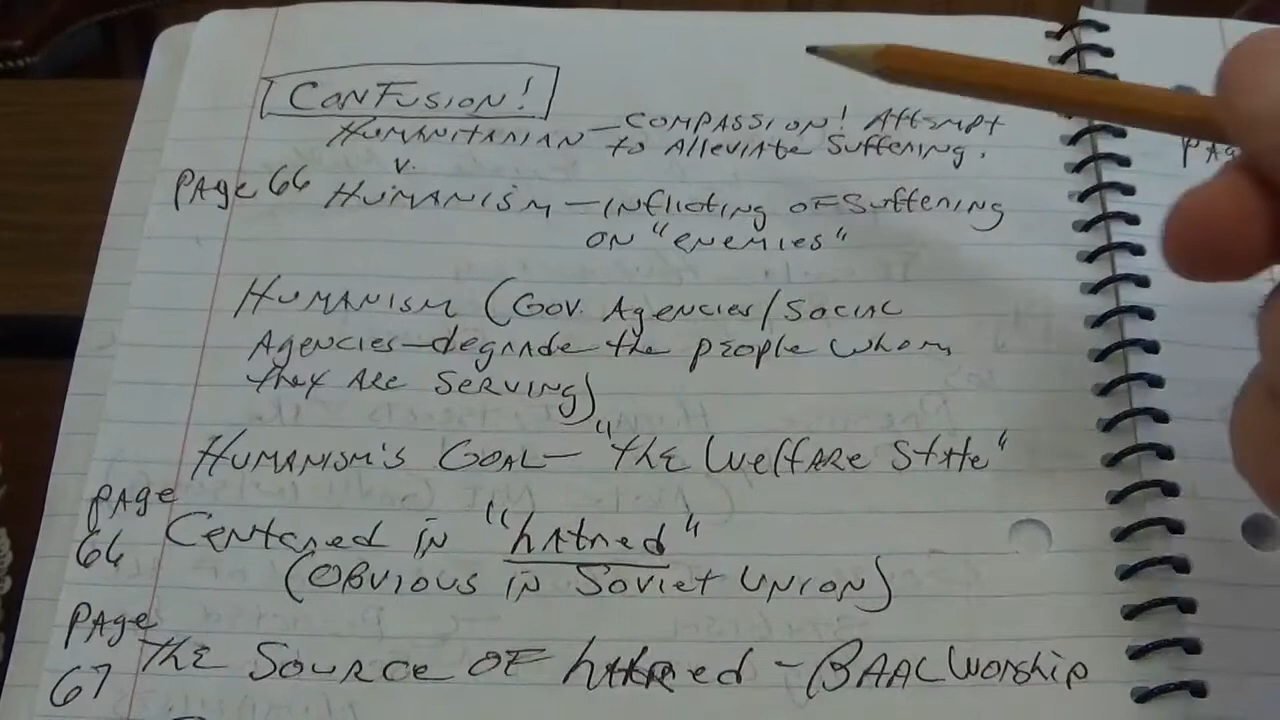 CONFUSION!
HUMANITARIAN — COMPASSION! Attempt
to Alleviate Suffering.
V.
PAge 66 HUMANISM — inflicting OF Suffering
ON "enemies"
HUMANISM (Gov. Agencies/Social
Agencies—degrade the people whom
they are serving)
HUMANISM'S GOAL — "the Welfare State"
PAge
66 Centered in "hatred"
(OBVIOUS IN Soviet UNION)
PAge
67 the Source OF hatred - BAAL Worship
PAg